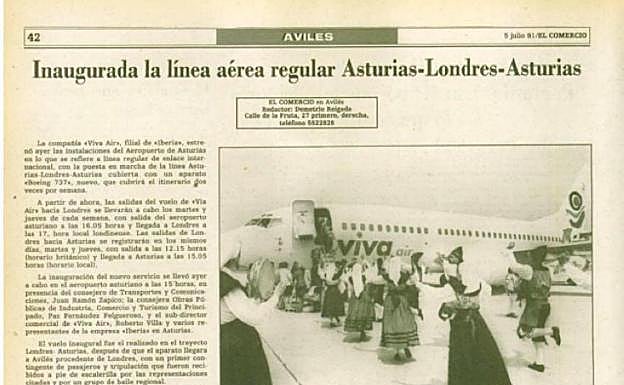 42
AVILES
5 julio 91/EL COMERCIO
Inaugurada la línea aérea regular Asturias-Londres-Asturias
EL COMERCIO en Avilés
Redactor: Demetrio Reigada
Calle de la Fruta, 27 primero, derecha,
teléfono 5522828
La compañía «Viva Air», filial de «Iberia», estre-
nó ayer las instalaciones del Aeropuerto de Asturias
en lo que se refiere a línea regular de enlace inter-
nacional, con la puesta en marcha de la línea Astu-
rias-Londres-Asturias cubierta con un aparato
«Boeing 737», nuevo, que cubrirá el itinerario dos
veces por semana.
A partir de ahora, las salidas del vuelo de «Via
Air» hacia Londres se llevarán a cabo los martes y
jueves de cada semana, con salida del aeropuerto
asturiano a las 16.05 horas y llegada a Londres a
las 17, hora local londinense. Las salidas de Lon-
dres hacia Asturias se registrarán en los mismos
días, martes y jueves, con salida a las 12.15 horas
(horario británico) y llegada a Asturias a las 15.05
horas (horario local).
La inauguración del nuevo servicio se llevó ayer
a cabo en el aeropuerto asturiano a las 15 horas, en
presencia del consejero de Transportes y Comunica-
ciones, Juan Ramón Zapico; la consejera Obras Pú-
blicas de Industria, Comercio y Turismo del Princi-
pado, Paz Fernández Felgueroso, y el sub-director
comercial de «Viva Air», Roberto Villa y varios re-
presentantes de la empresa «Iberia» en Asturias.
El vuelo inaugural fue el realizado en el trayecto
Londres- Asturias, después de que el aparato llegara
a Avilés procedente de Londres, con un primer con-
tingente de pasajeros y tripulación que fueron reci-
bidos a pie de escalerilla por las representaciones
citadas y por un grupo de baile regional.
viva air